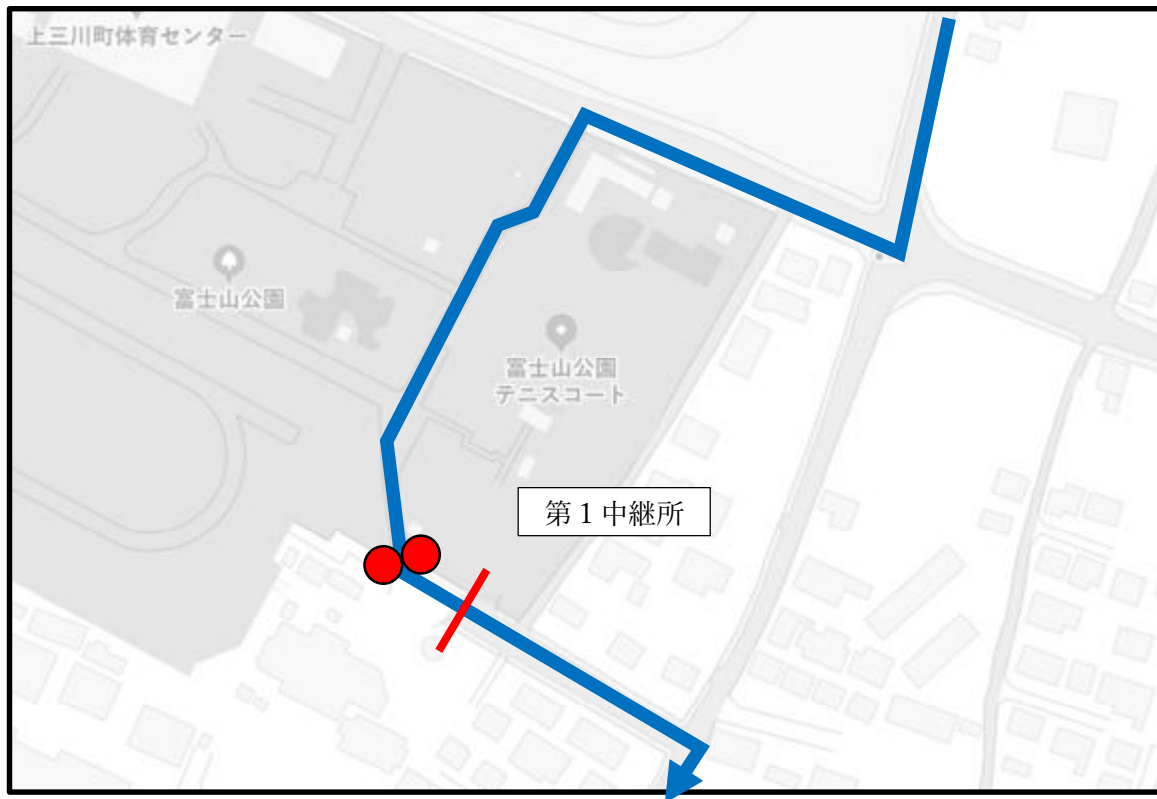 上三川町体育センター
富士山公園
富士山公園
テニスコート
第1中継所